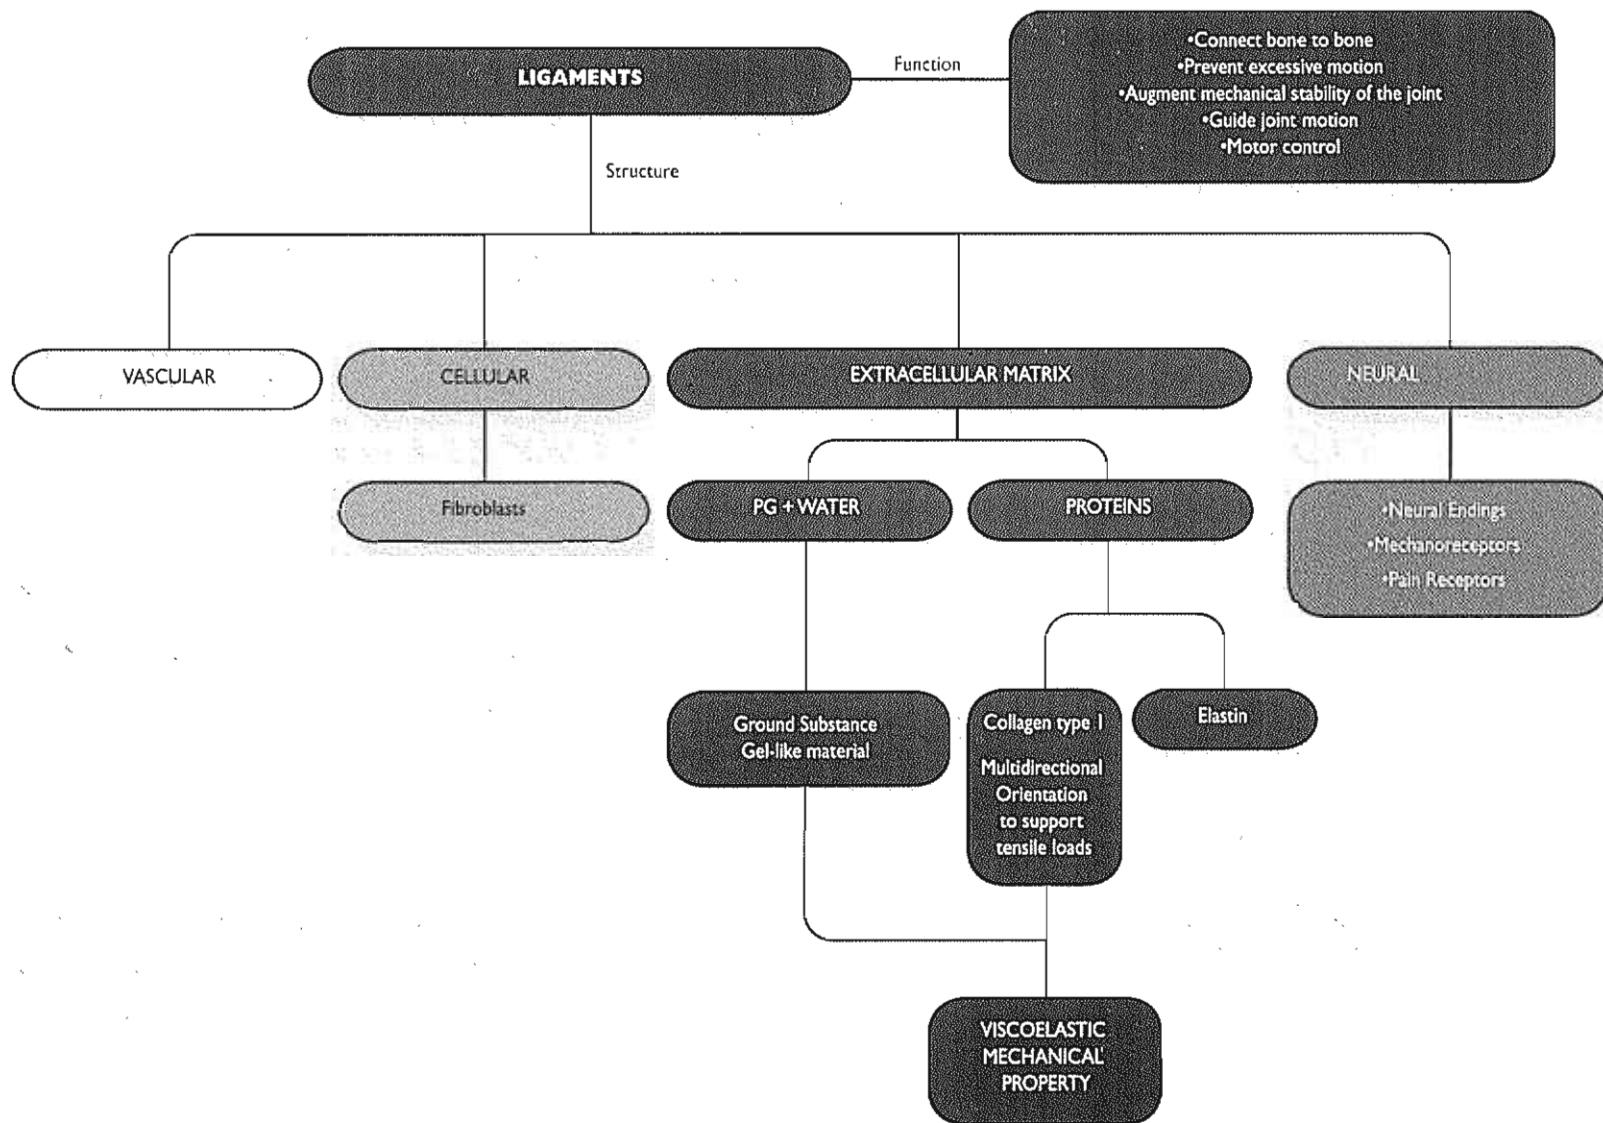 LIGAMENTS
Function
•Connect bone to bone
•Prevent excessive motion
•Augment mechanical stability of the joint
•Guide joint motion
•Motor control
Structure
VASCULAR
CELLULAR
EXTRACELLULAR MATRIX
NEURAL
Fibroblasts
PG + WATER
PROTEINS
•Neural Endings
•Mechanoreceptors
•Pain Receptors
Ground Substance
Gel-like material
Collagen type I
Multidirectional
Orientation
to support
tensile loads
Elastin
VISCOELASTIC
MECHANICAL
PROPERTY